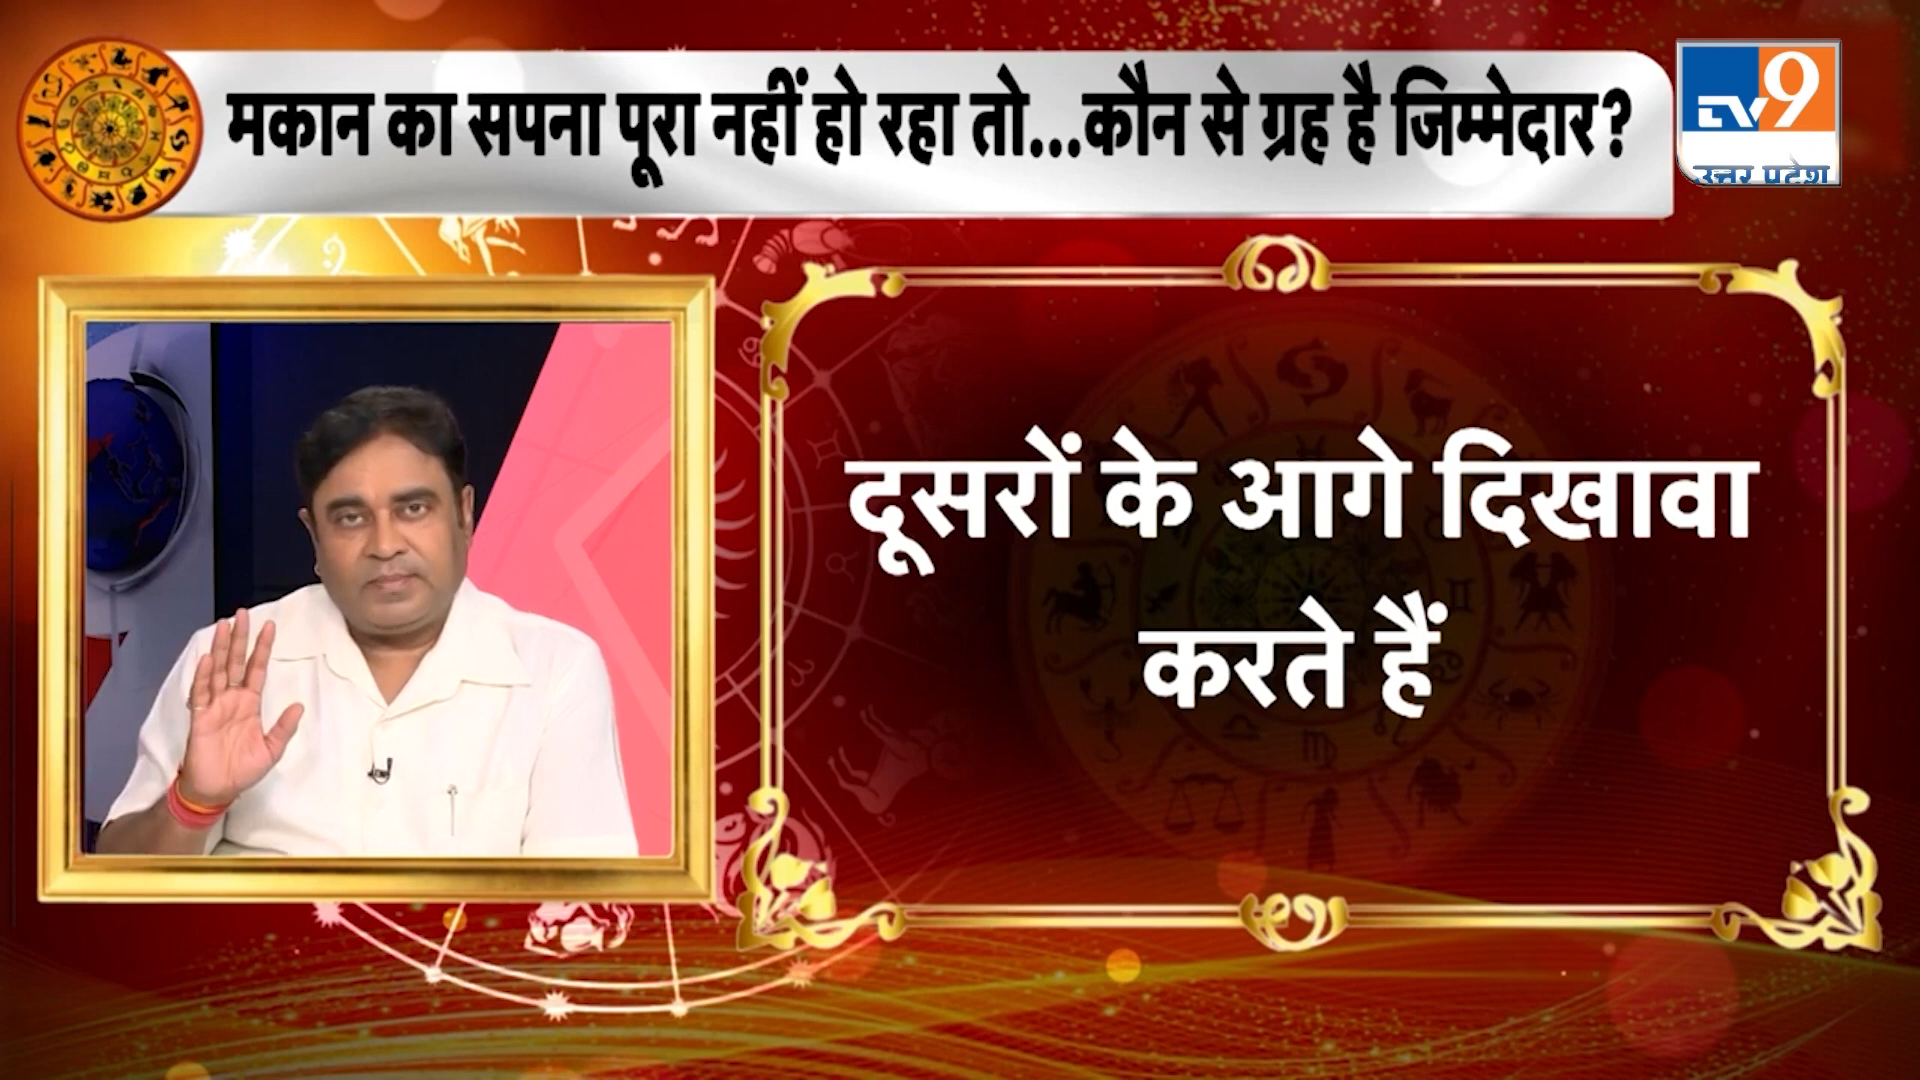 मकान का सपना पूरा नहीं हो रहा तो...कौन से ग्रह है जिम्मेदार?
TV9
उत्तर प्रदेश
दूसरों के आगे दिखावा
करते हैं